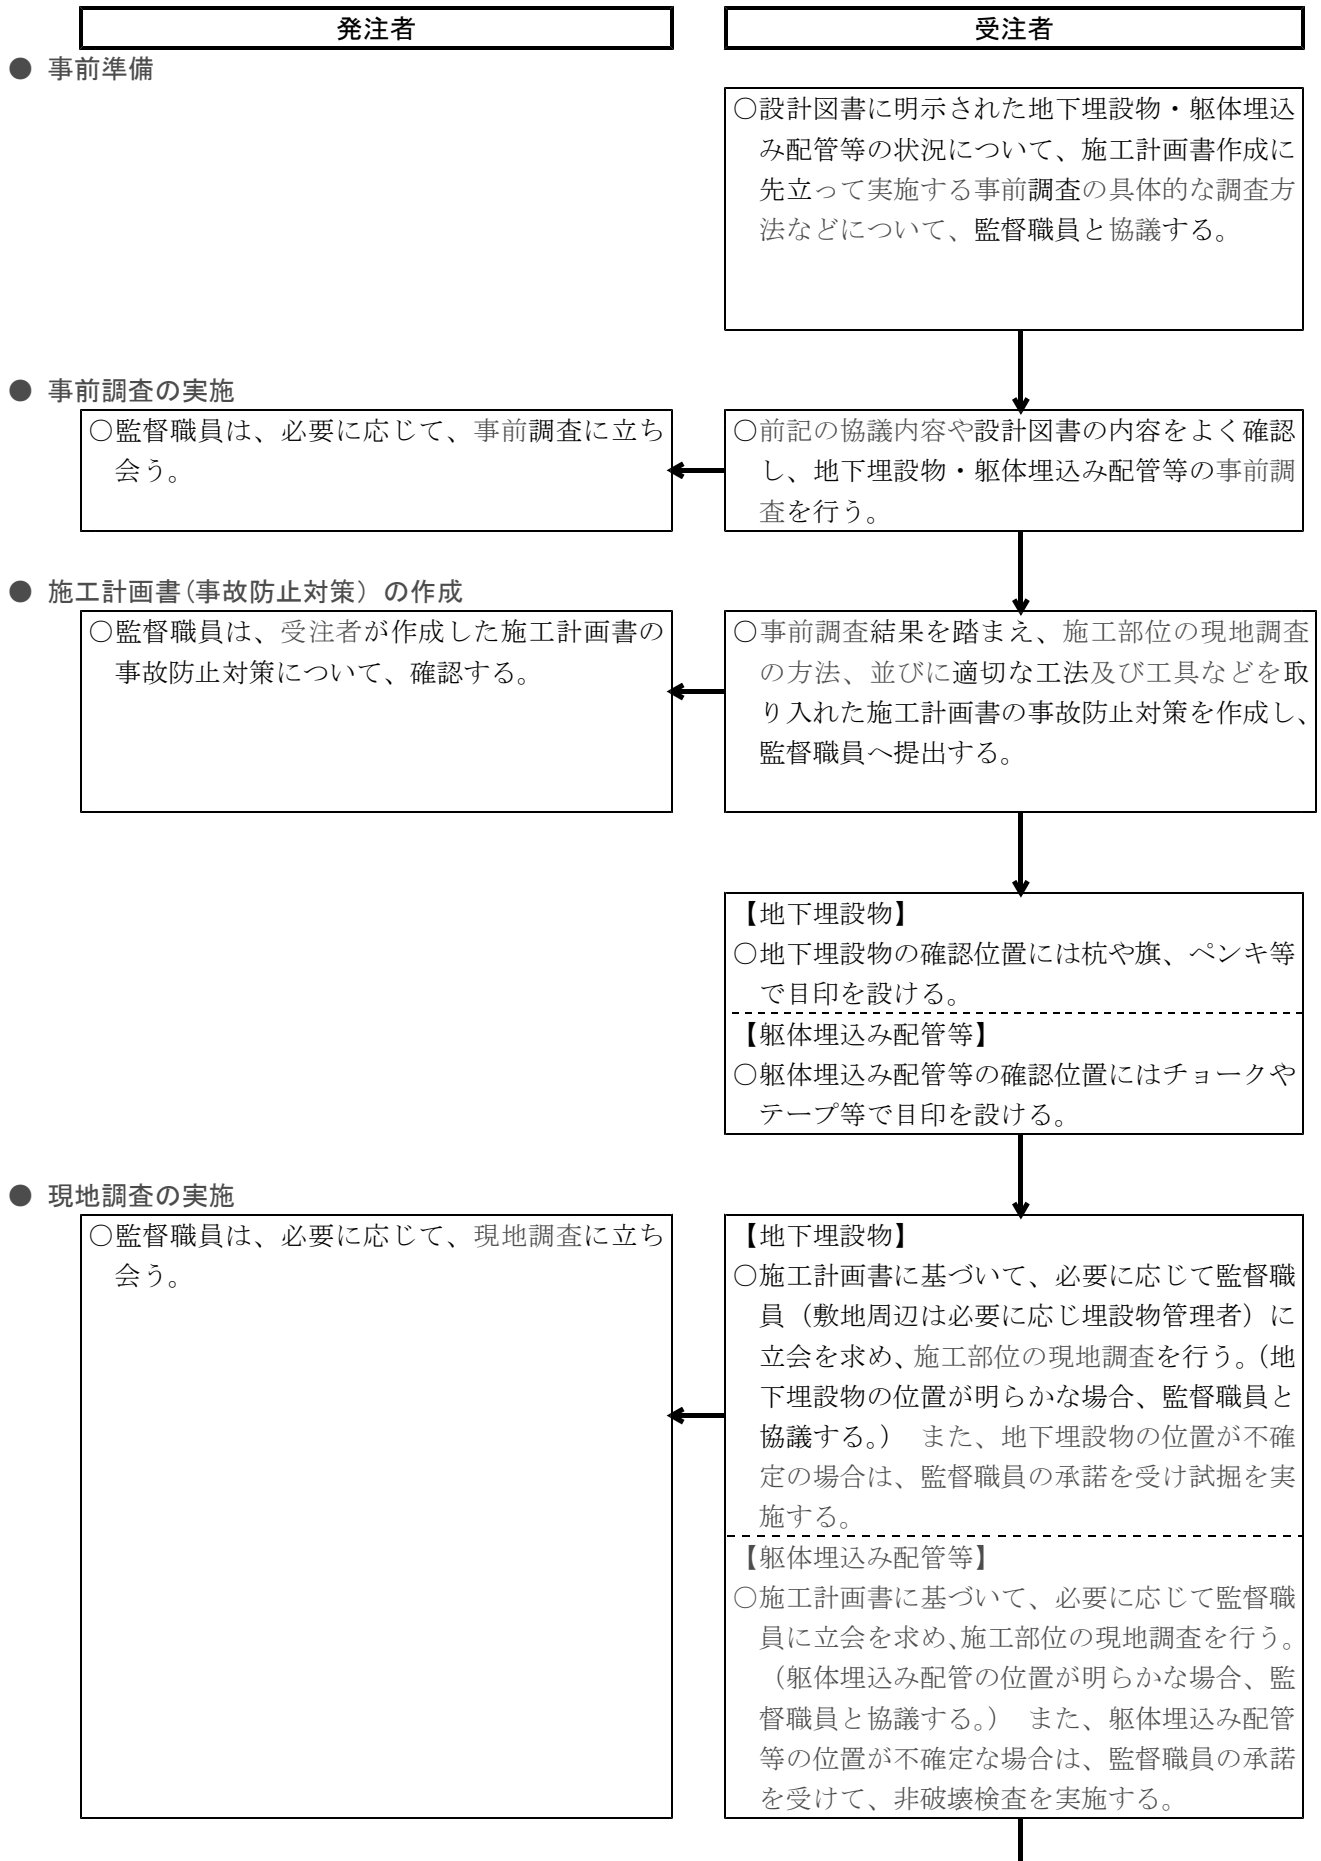 発注者
受注者
● 事前準備
○設計図書に明示された地下埋設物・躯体埋込
み配管等の状況について、施工計画書作成に
先立って実施する事前調査の具体的な調査方
法などについて、監督職員と協議する。
● 事前調査の実施
○監督職員は、必要に応じて、事前調査に立ち
会う。
○前記の協議内容や設計図書の内容をよく確認
し、地下埋設物・躯体埋込み配管等の事前調
査を行う。
● 施工計画書(事故防止対策）の作成
○監督職員は、受注者が作成した施工計画書の
事故防止対策について、確認する。
○事前調査結果を踏まえ、施工部位の現地調査
の方法、並びに適切な工法及び工具などを取
り入れた施工計画書の事故防止対策を作成し、
監督職員へ提出する。
【地下埋設物】
○地下埋設物の確認位置には杭や旗、ペンキ等
で目印を設ける。
【躯体埋込み配管等】
○躯体埋込み配管等の確認位置にはチョークや
テープ等で目印を設ける。
● 現地調査の実施
○監督職員は、必要に応じて、現地調査に立ち
会う。
【地下埋設物】
○施工計画書に基づいて、必要に応じて監督職
員（敷地周辺は必要に応じ埋設物管理者）に
立会を求め、施工部位の現地調査を行う。（地
下埋設物の位置が明らかな場合、監督職員と
協議する。） また、地下埋設物の位置が不確
定の場合は、監督職員の承諾を受け試掘を実
施する。
【躯体埋込み配管等】
○施工計画書に基づいて、必要に応じて監督職
員に立会を求め、施工部位の現地調査を行う。
（躯体埋込み配管の位置が明らかな場合、監
督職員と協議する。） また、躯体埋込み配管
等の位置が不確定な場合は、監督職員の承諾
を受けて、非破壊検査を実施する。